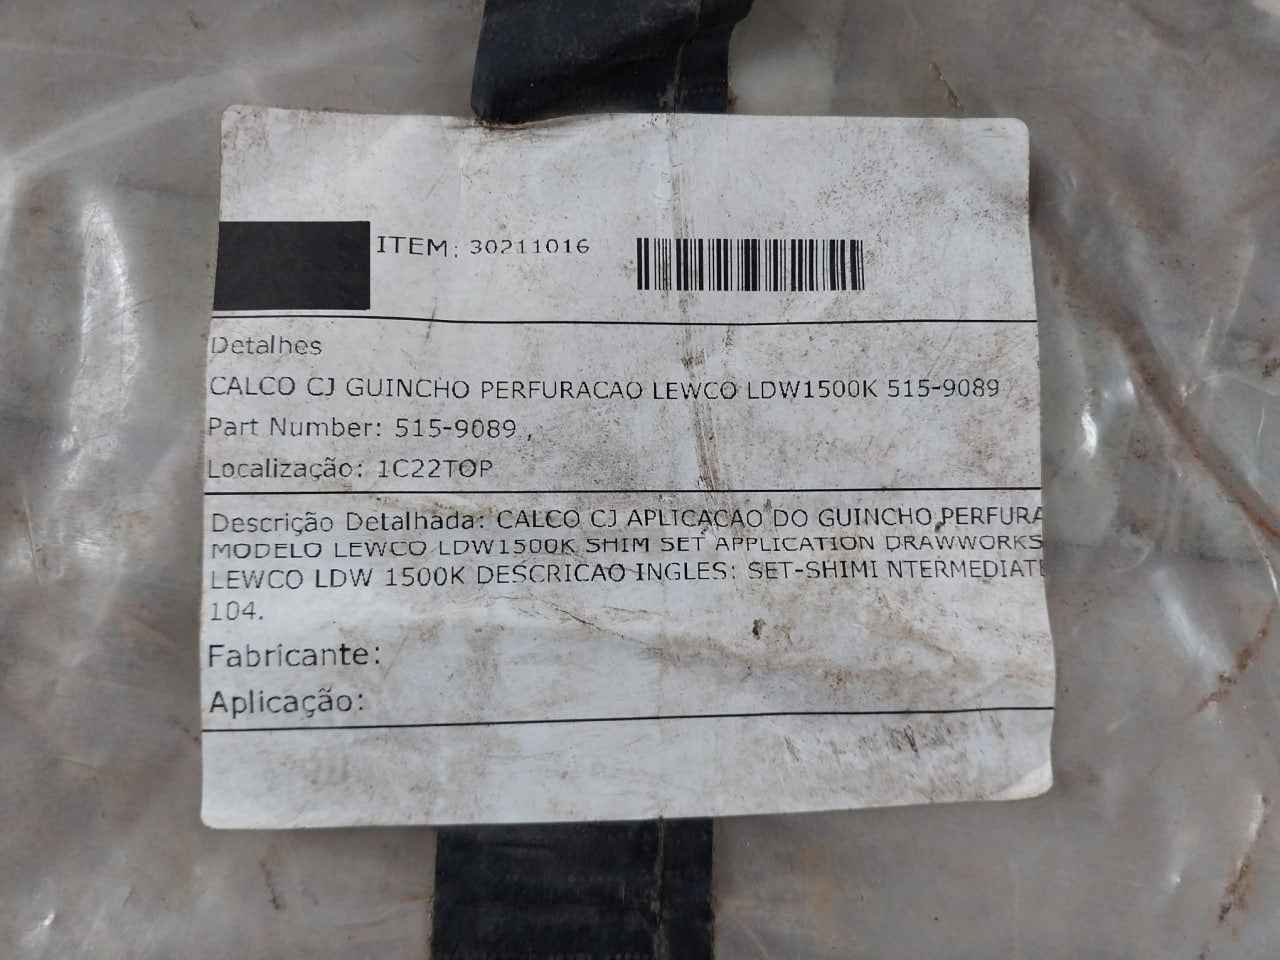 ITEM: 30211016
Detalhes
CALCO CJ GUINCHO PERFURACAO LEWCO LDW1500K 515-9089
Part Number: 515-9089
Localização: 1C22TOP
Descrição Detalhada: CALCO CJ APLICACAO DO GUINCHO PERFURA
MODELO LEWCO LDW1500K SHIM SET APPLICATION DRAWWORKS
LEWCO LDW 1500K DESCRICAO INGLES: SET-SHIMI NTERMEDIATE
104.
Fabricante:
Aplicação: